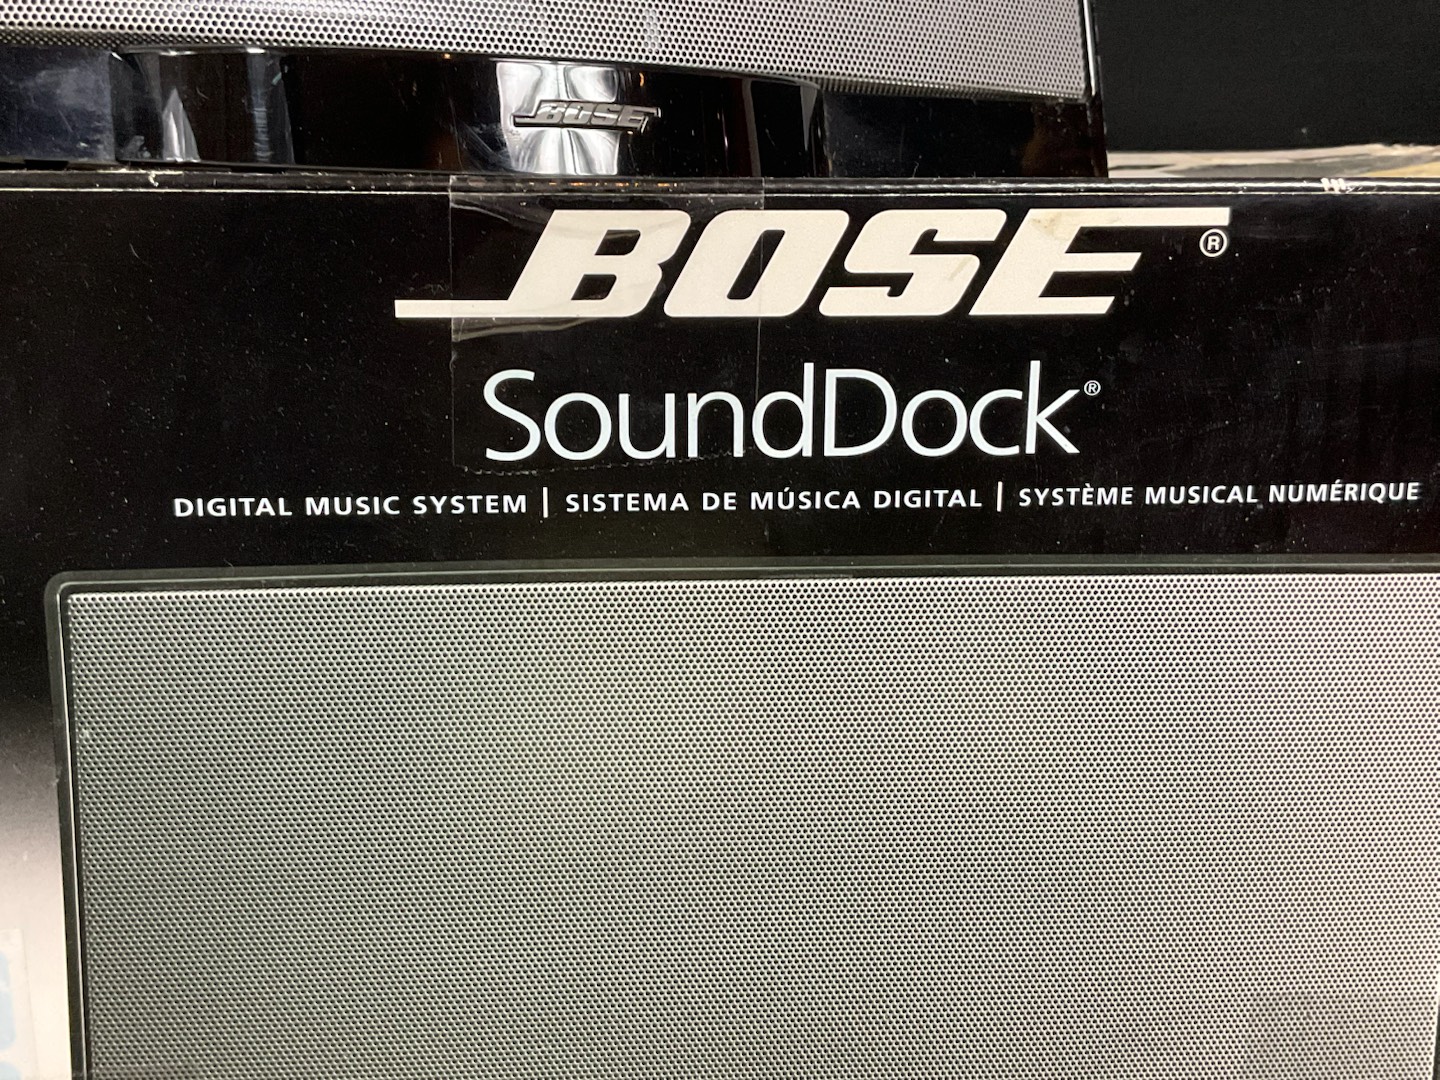 BOSE
BOSE®
SoundDock®
DIGITAL MUSIC SYSTEM | SISTEMA DE MÚSICA DIGITAL | SYSTÈME MUSICAL NUMÉRIQUE